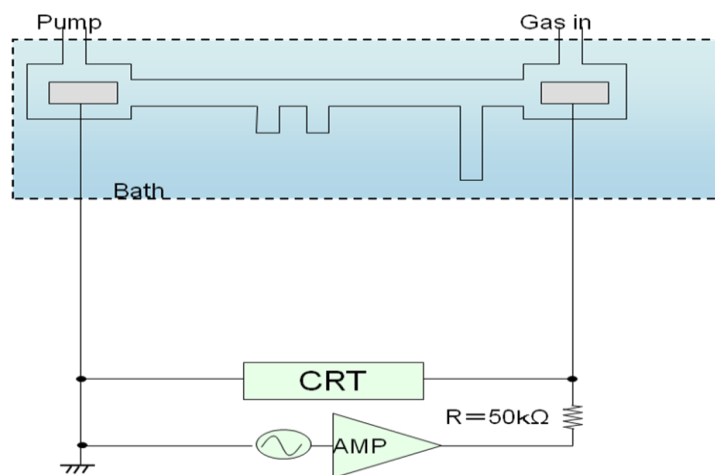 Pump
Gas in
Bath
CRT
R＝50kΩ
AMP